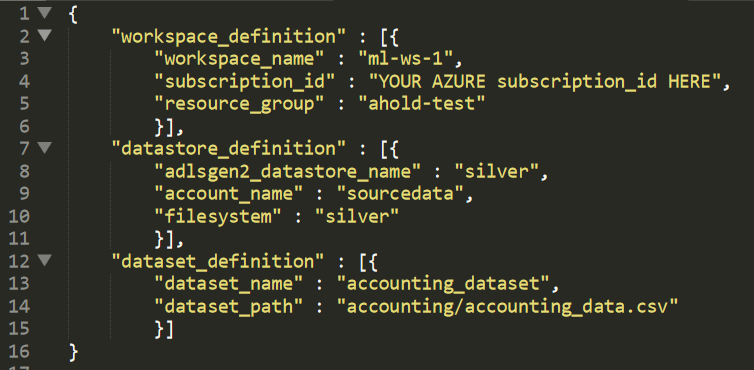 1 {
2 "workspace_definition" : [{
3 "workspace_name" : "ml-ws-1",
4 "subscription_id" : "YOUR AZURE subscription_id HERE",
5 "resource_group" : "ahold-test"
6 }],
7 "datastore_definition" : [{
8 "adlsgen2_datastore_name" : "silver",
9 "account_name" : "sourcedata",
10 "filesystem" : "silver"
11 }],
12 "dataset_definition" : [{
13 "dataset_name" : "accounting_dataset",
14 "dataset_path" : "accounting/accounting_data.csv"
15 }]
16 }
17